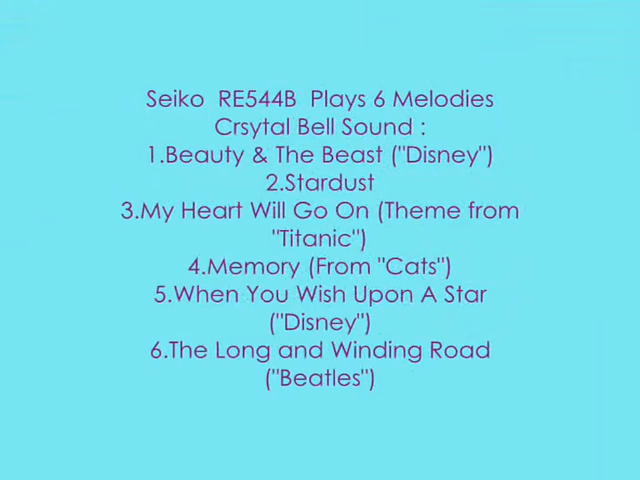 Seiko RE544B Plays 6 Melodies
Crsytal Bell Sound :
1.Beauty & The Beast ("Disney")
2.Stardust
3.My Heart Will Go On (Theme from
"Titanic")
4.Memory (From "Cats")
5.When You Wish Upon A Star
("Disney")
6.The Long and Winding Road
("Beatles")